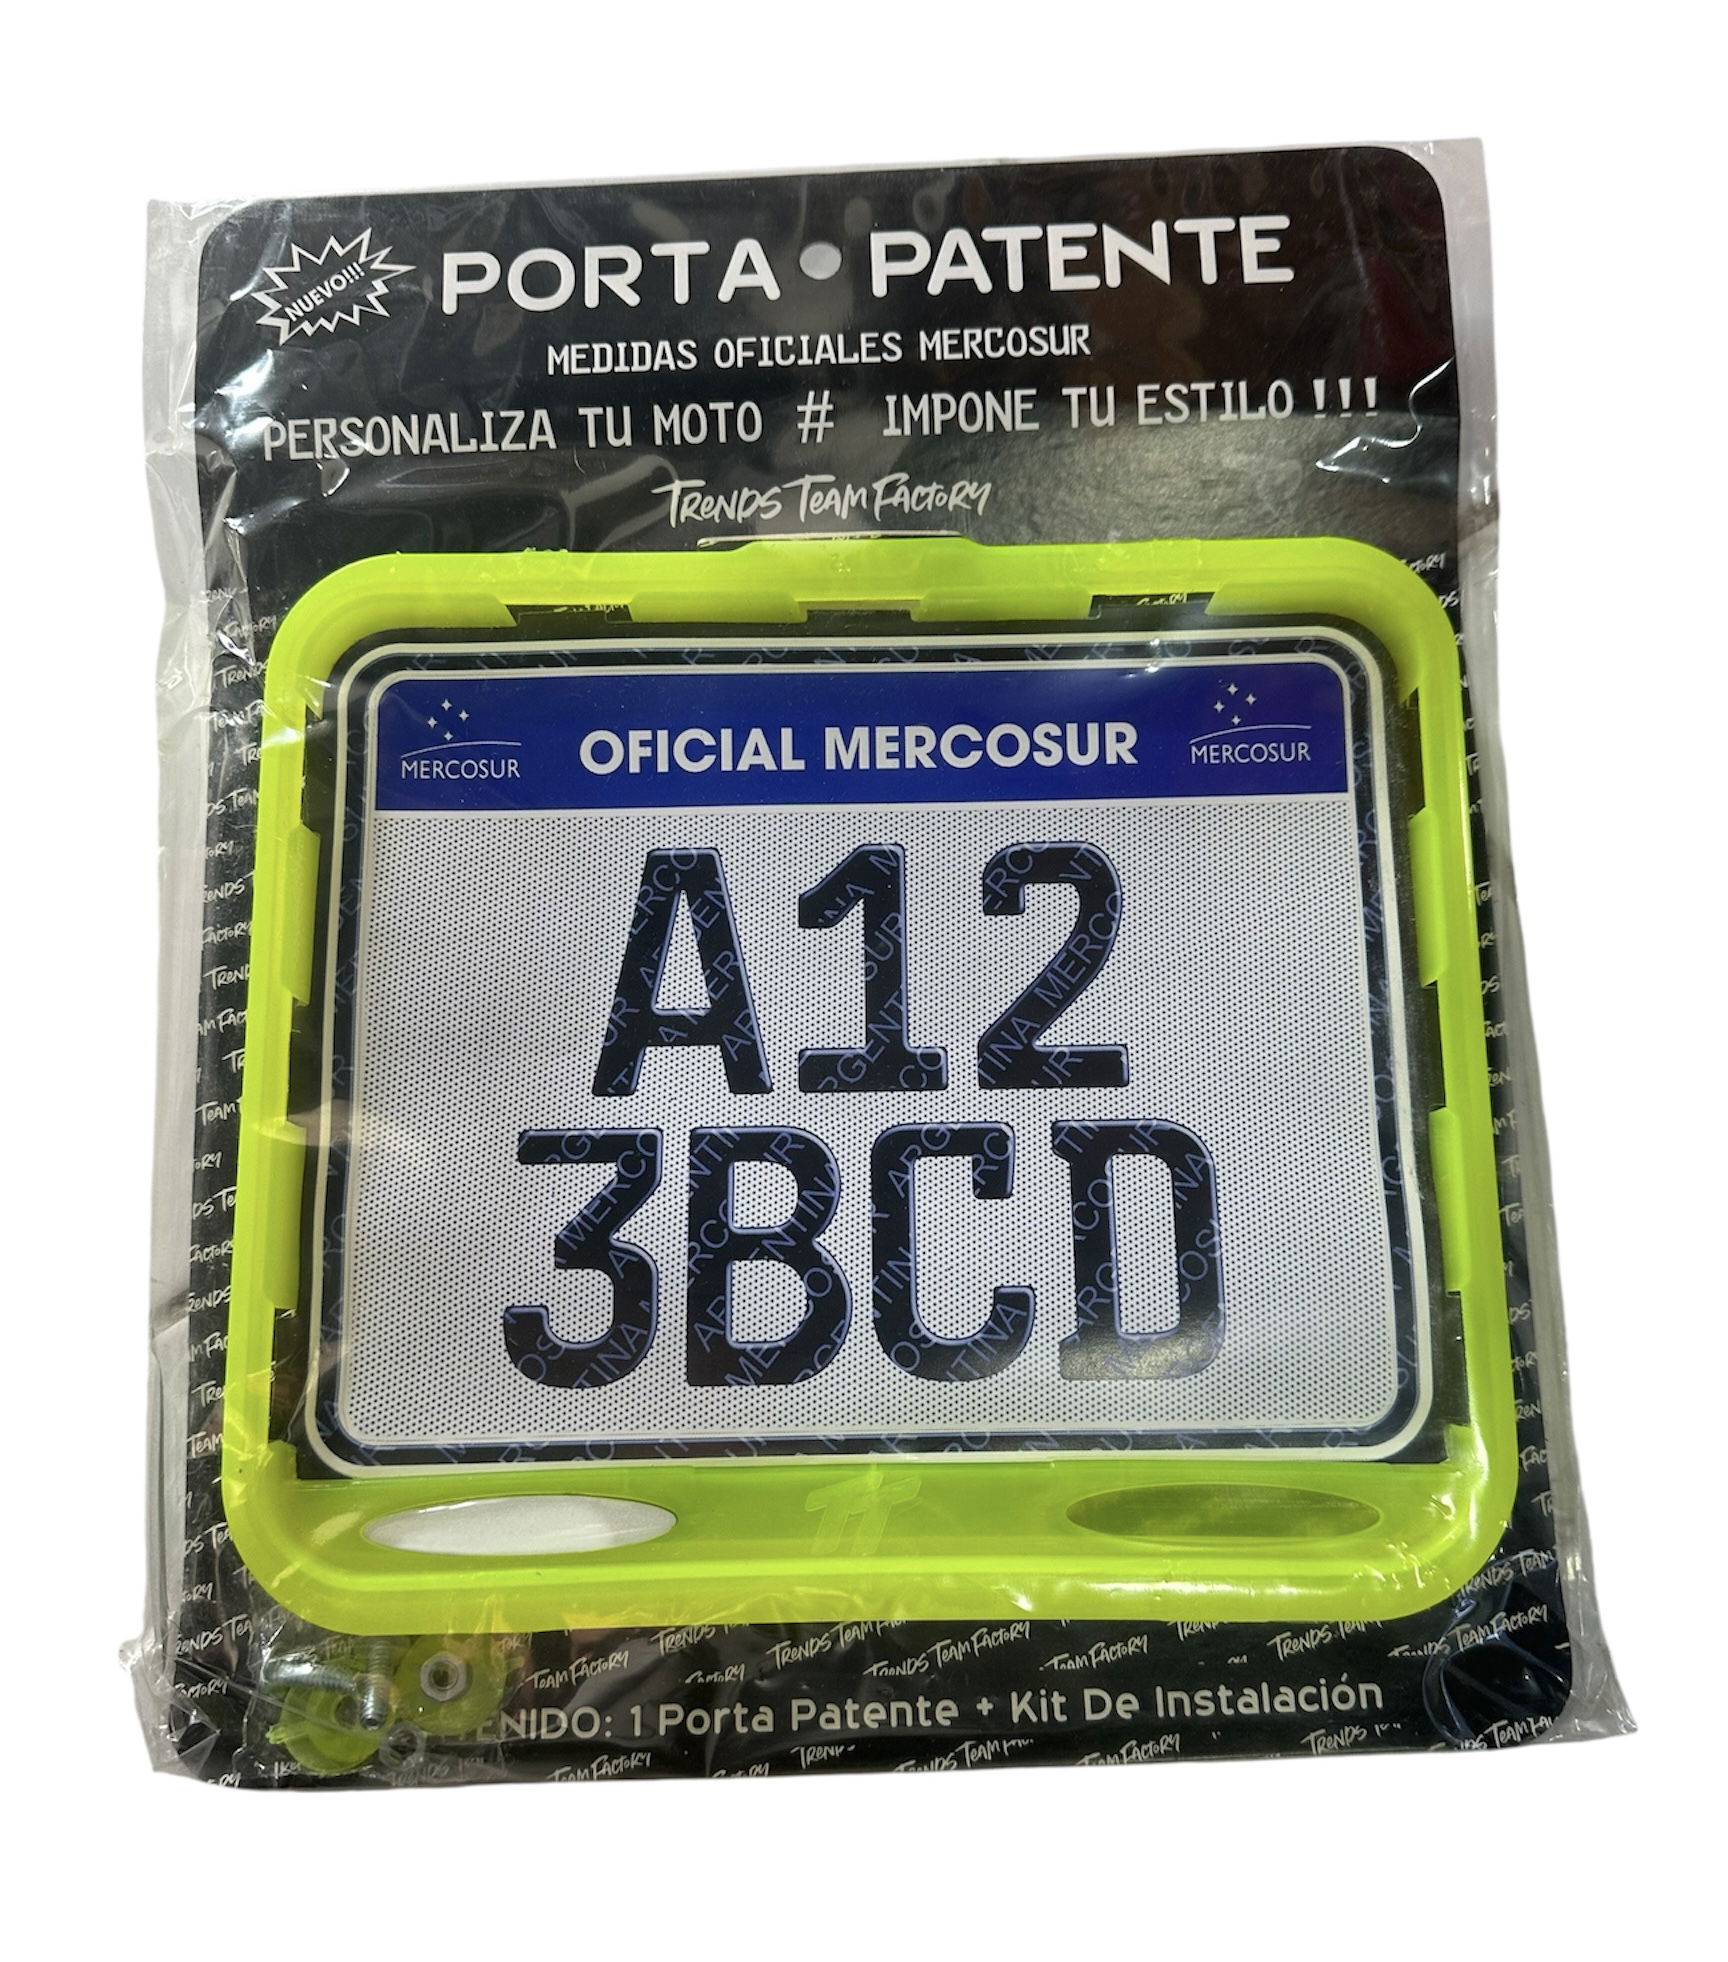 NUEVO!!!
PORTA • PATENTE
MEDIDAS OFICIALES MERCOSUR
PERSONALIZA TU MOTO # IMPONE TU ESTILO !!!
TRENDS TEAM FACTORY
MERCOSUR OFICIAL MERCOSUR MERCOSUR
A12
3BCD
TT
ENIDO: 1 Porta Patente + Kit De Instalación